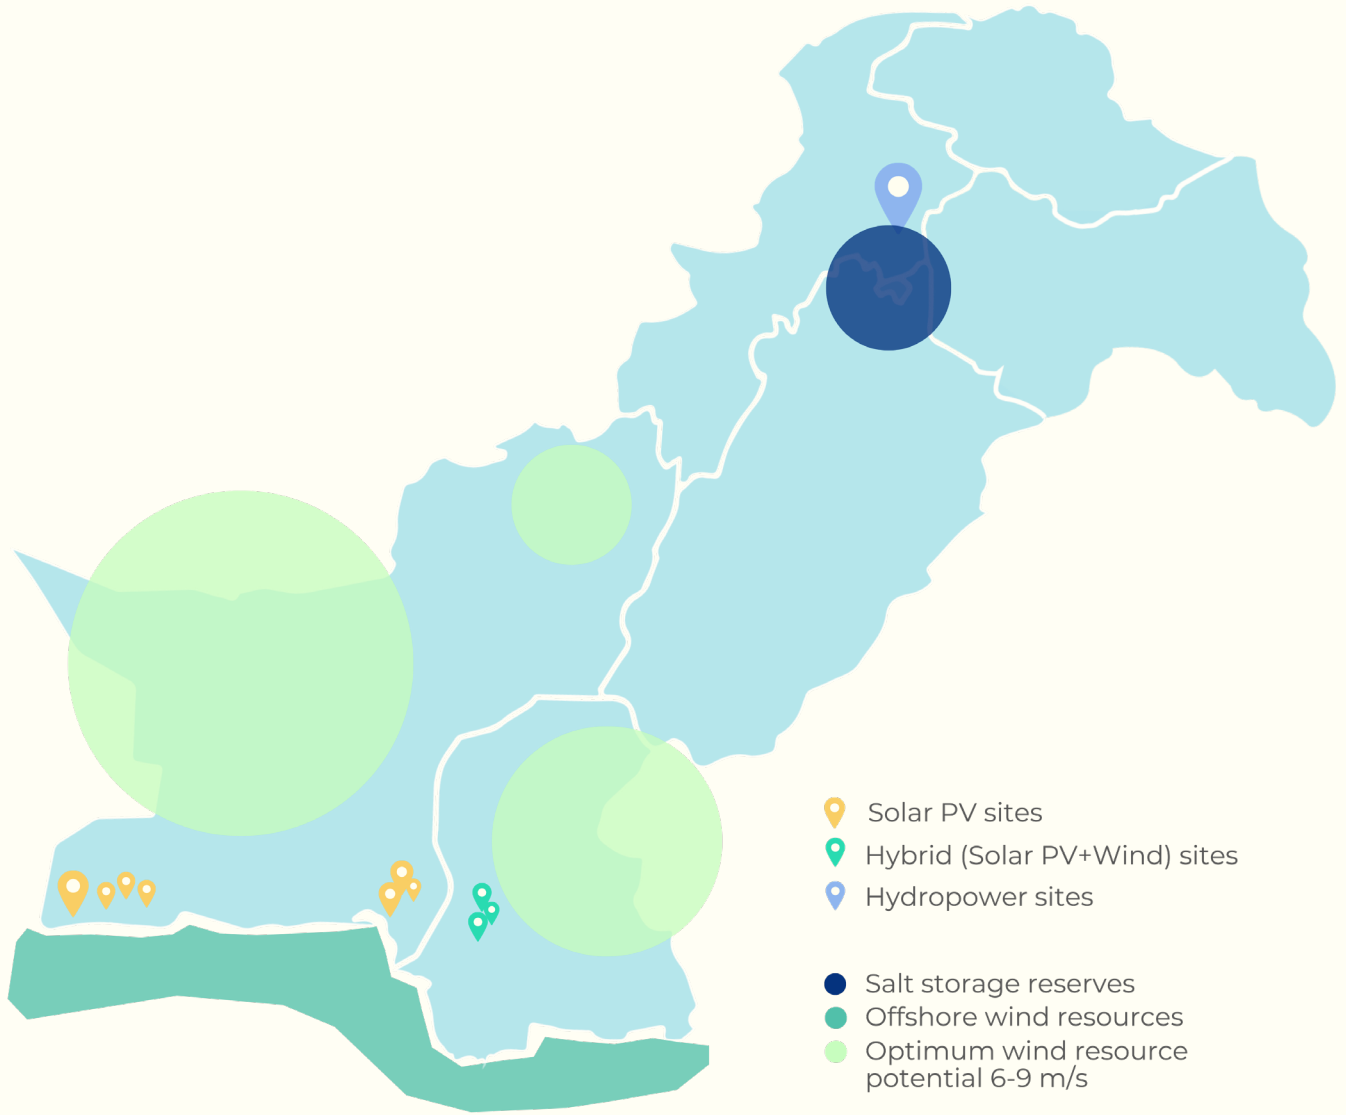 Solar PV sites
Hybrid (Solar PV+Wind) sites
Hydropower sites
Salt storage reserves
Offshore wind resources
Optimum wind resource
potential 6-9 m/s